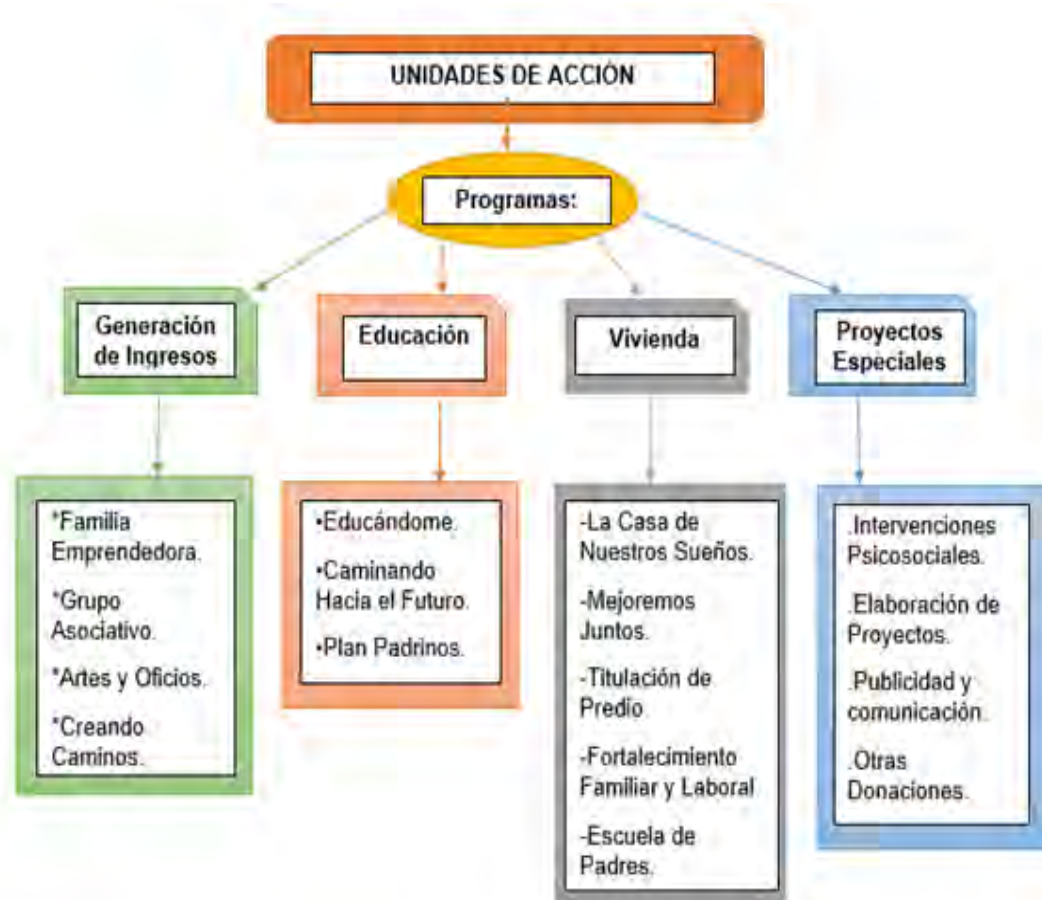 UNIDADES DE ACCIÓN
Programas:
Generación
de Ingresos
Educación
Vivienda
Proyectos
Especiales
*Familia
Emprendedora.
*Grupo
Asociativo.
*Artes y Oficios.
*Creando
Caminos.
•Educándome.
•Caminando
Hacia el Futuro.
•Plan Padrinos.
-La Casa de
Nuestros Sueños.
-Mejoremos
Juntos.
-Titulación de
Predio
-Fortalecimiento
Familiar y Laboral
-Escuela de
Padres.
.Intervenciones
Psicosociales.
.Elaboración de
Proyectos.
.Publicidad y
comunicación.
.Otras
Donaciones.